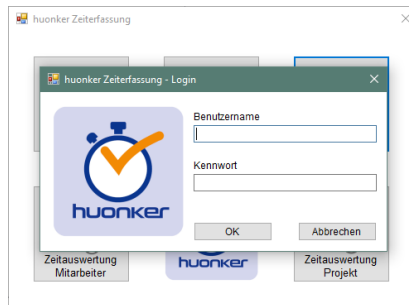 huonker Zeiterfassung
huonker Zeiterfassung - Login
Benutzername
Kennwort
huonker
OK
Abbrechen
Zeitauswertung
Mitarbeiter
huonker
Zeitauswertung
Projekt